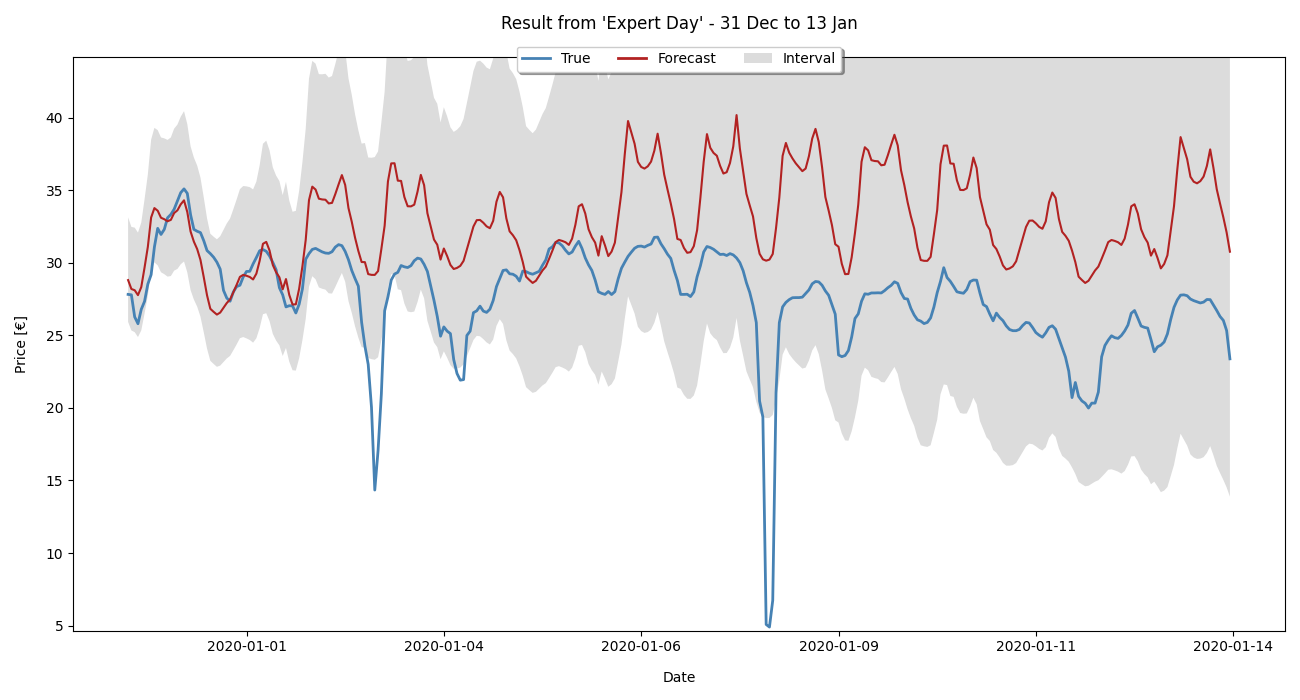 Result from 'Expert Day' - 31 Dec to 13 Jan
True Forecast Interval
40
35
30
25
20
15
10
5
Price [€]
2020-01-01 2020-01-04 2020-01-06 2020-01-09 2020-01-11 2020-01-14
Date